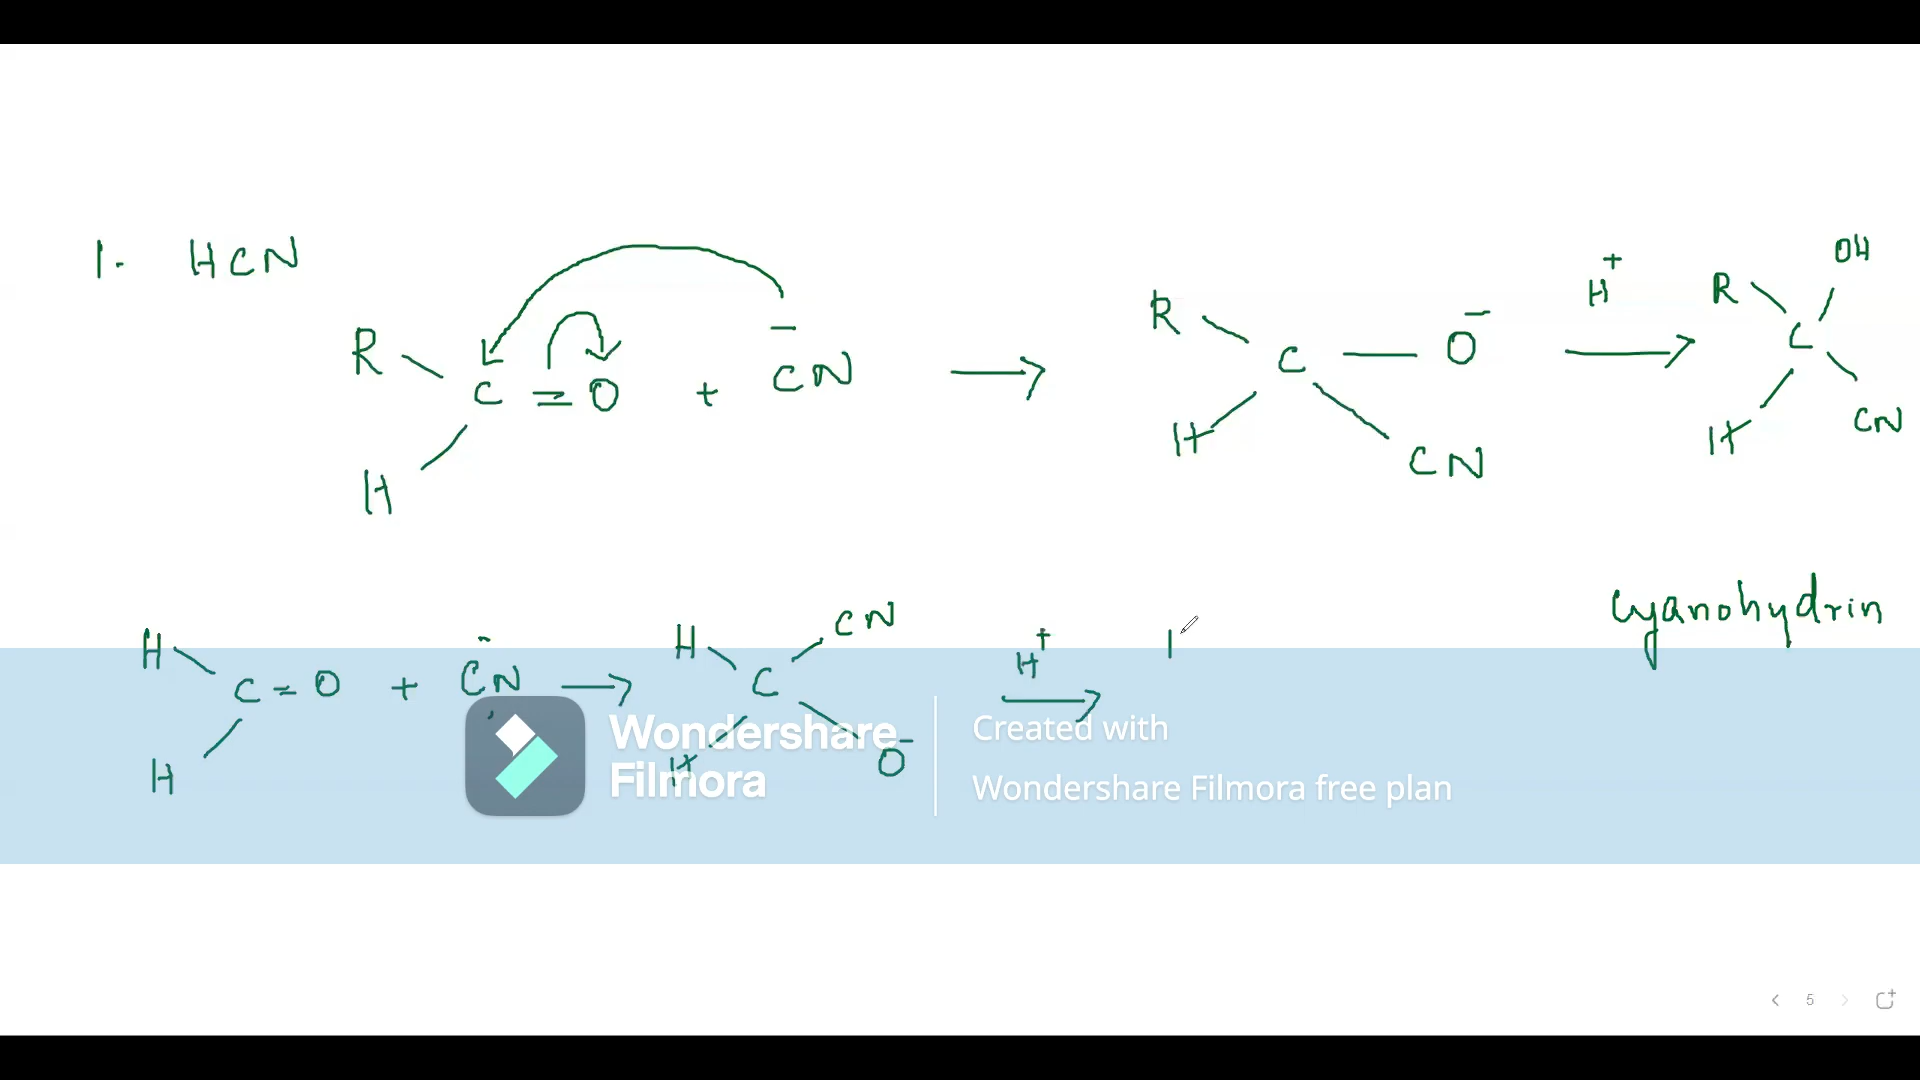 1. HCN
R
C = O + CN⁻ →
H
R
C — O⁻
H
CN
H⁺ →
R OH
C
H CN
cyanohydrin
H
C = O + CN⁻ →
H
H CN
C
H O⁻
H⁺ →
Wondershare
Filmora
Created with
Wondershare Filmora free plan
5